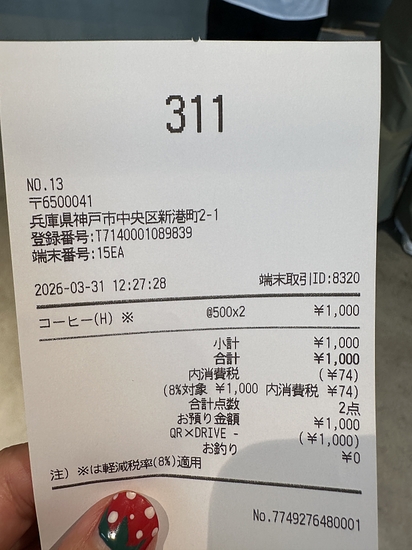 311
NO.13
〒6500041
兵庫県神戸市中央区新港町2-1
登録番号:T7140001089839
端末番号:15EA
2026-03-31 12:27:28 端末取引ID:8320
コーヒー(H) ※ @500x2 ¥1,000
小計 ¥1,000
合計 ¥1,000
内消費税 (¥74)
(8%対象 ¥1,000 内消費税 ¥74)
合計点数 2点
お預り金額 ¥1,000
QR×DRIVE - (¥1,000)
お釣り ¥0
注) ※は軽減税率(8%)適用
No.7749276480001